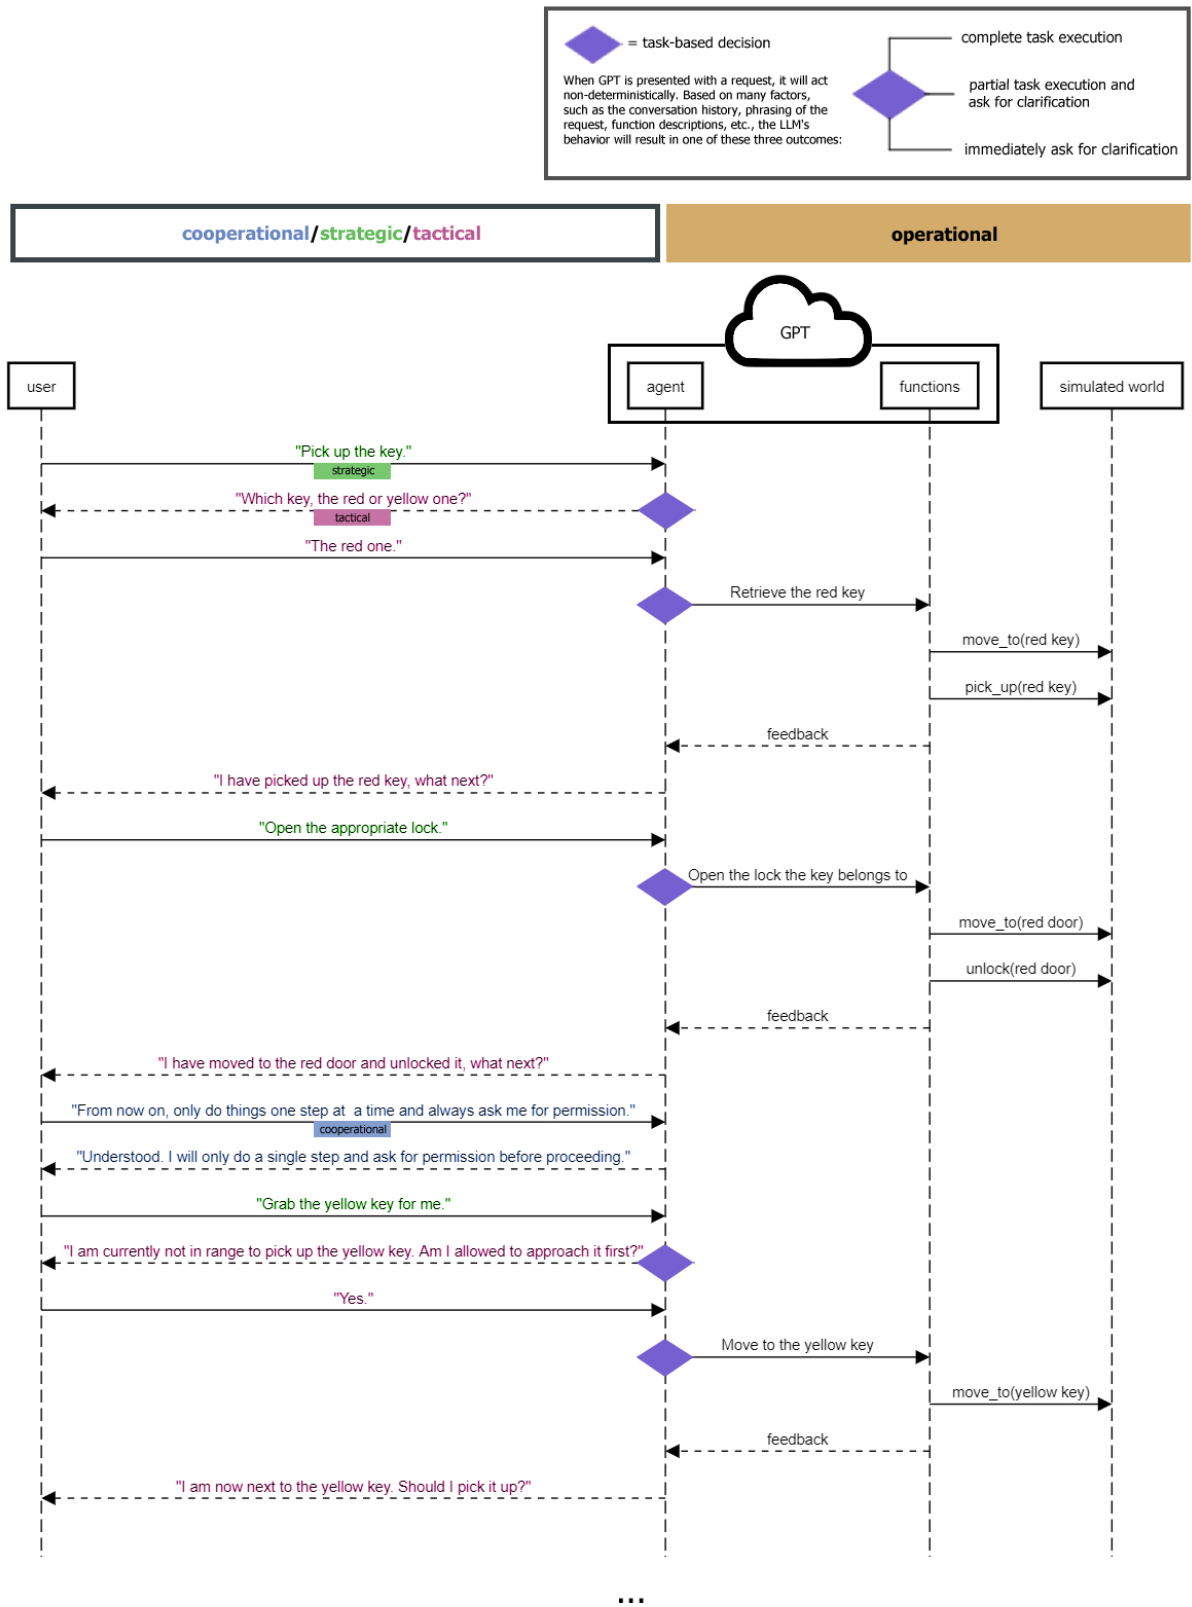 = task-based decision
When GPT is presented with a request, it will act
non-deterministically. Based on many factors,
such as the conversation history, phrasing of the
request, function descriptions, etc., the LLM's
behavior will result in one of these three outcomes:
complete task execution
partial task execution and
ask for clarification
immediately ask for clarification
cooperational/strategic/tactical
operational
GPT
user
agent
functions
simulated world
"Pick up the key."
strategic
"Which key, the red or yellow one?"
tactical
"The red one."
Retrieve the red key
move_to(red key)
pick_up(red key)
feedback
"I have picked up the red key, what next?"
"Open the appropriate lock."
Open the lock the key belongs to
move_to(red door)
unlock(red door)
feedback
"I have moved to the red door and unlocked it, what next?"
"From now on, only do things one step at a time and always ask me for permission."
cooperational
"Understood. I will only do a single step and ask for permission before proceeding."
"Grab the yellow key for me."
"I am currently not in range to pick up the yellow key. Am I allowed to approach it first?"
"Yes."
Move to the yellow key
move_to(yellow key)
feedback
"I am now next to the yellow key. Should I pick it up?"
...